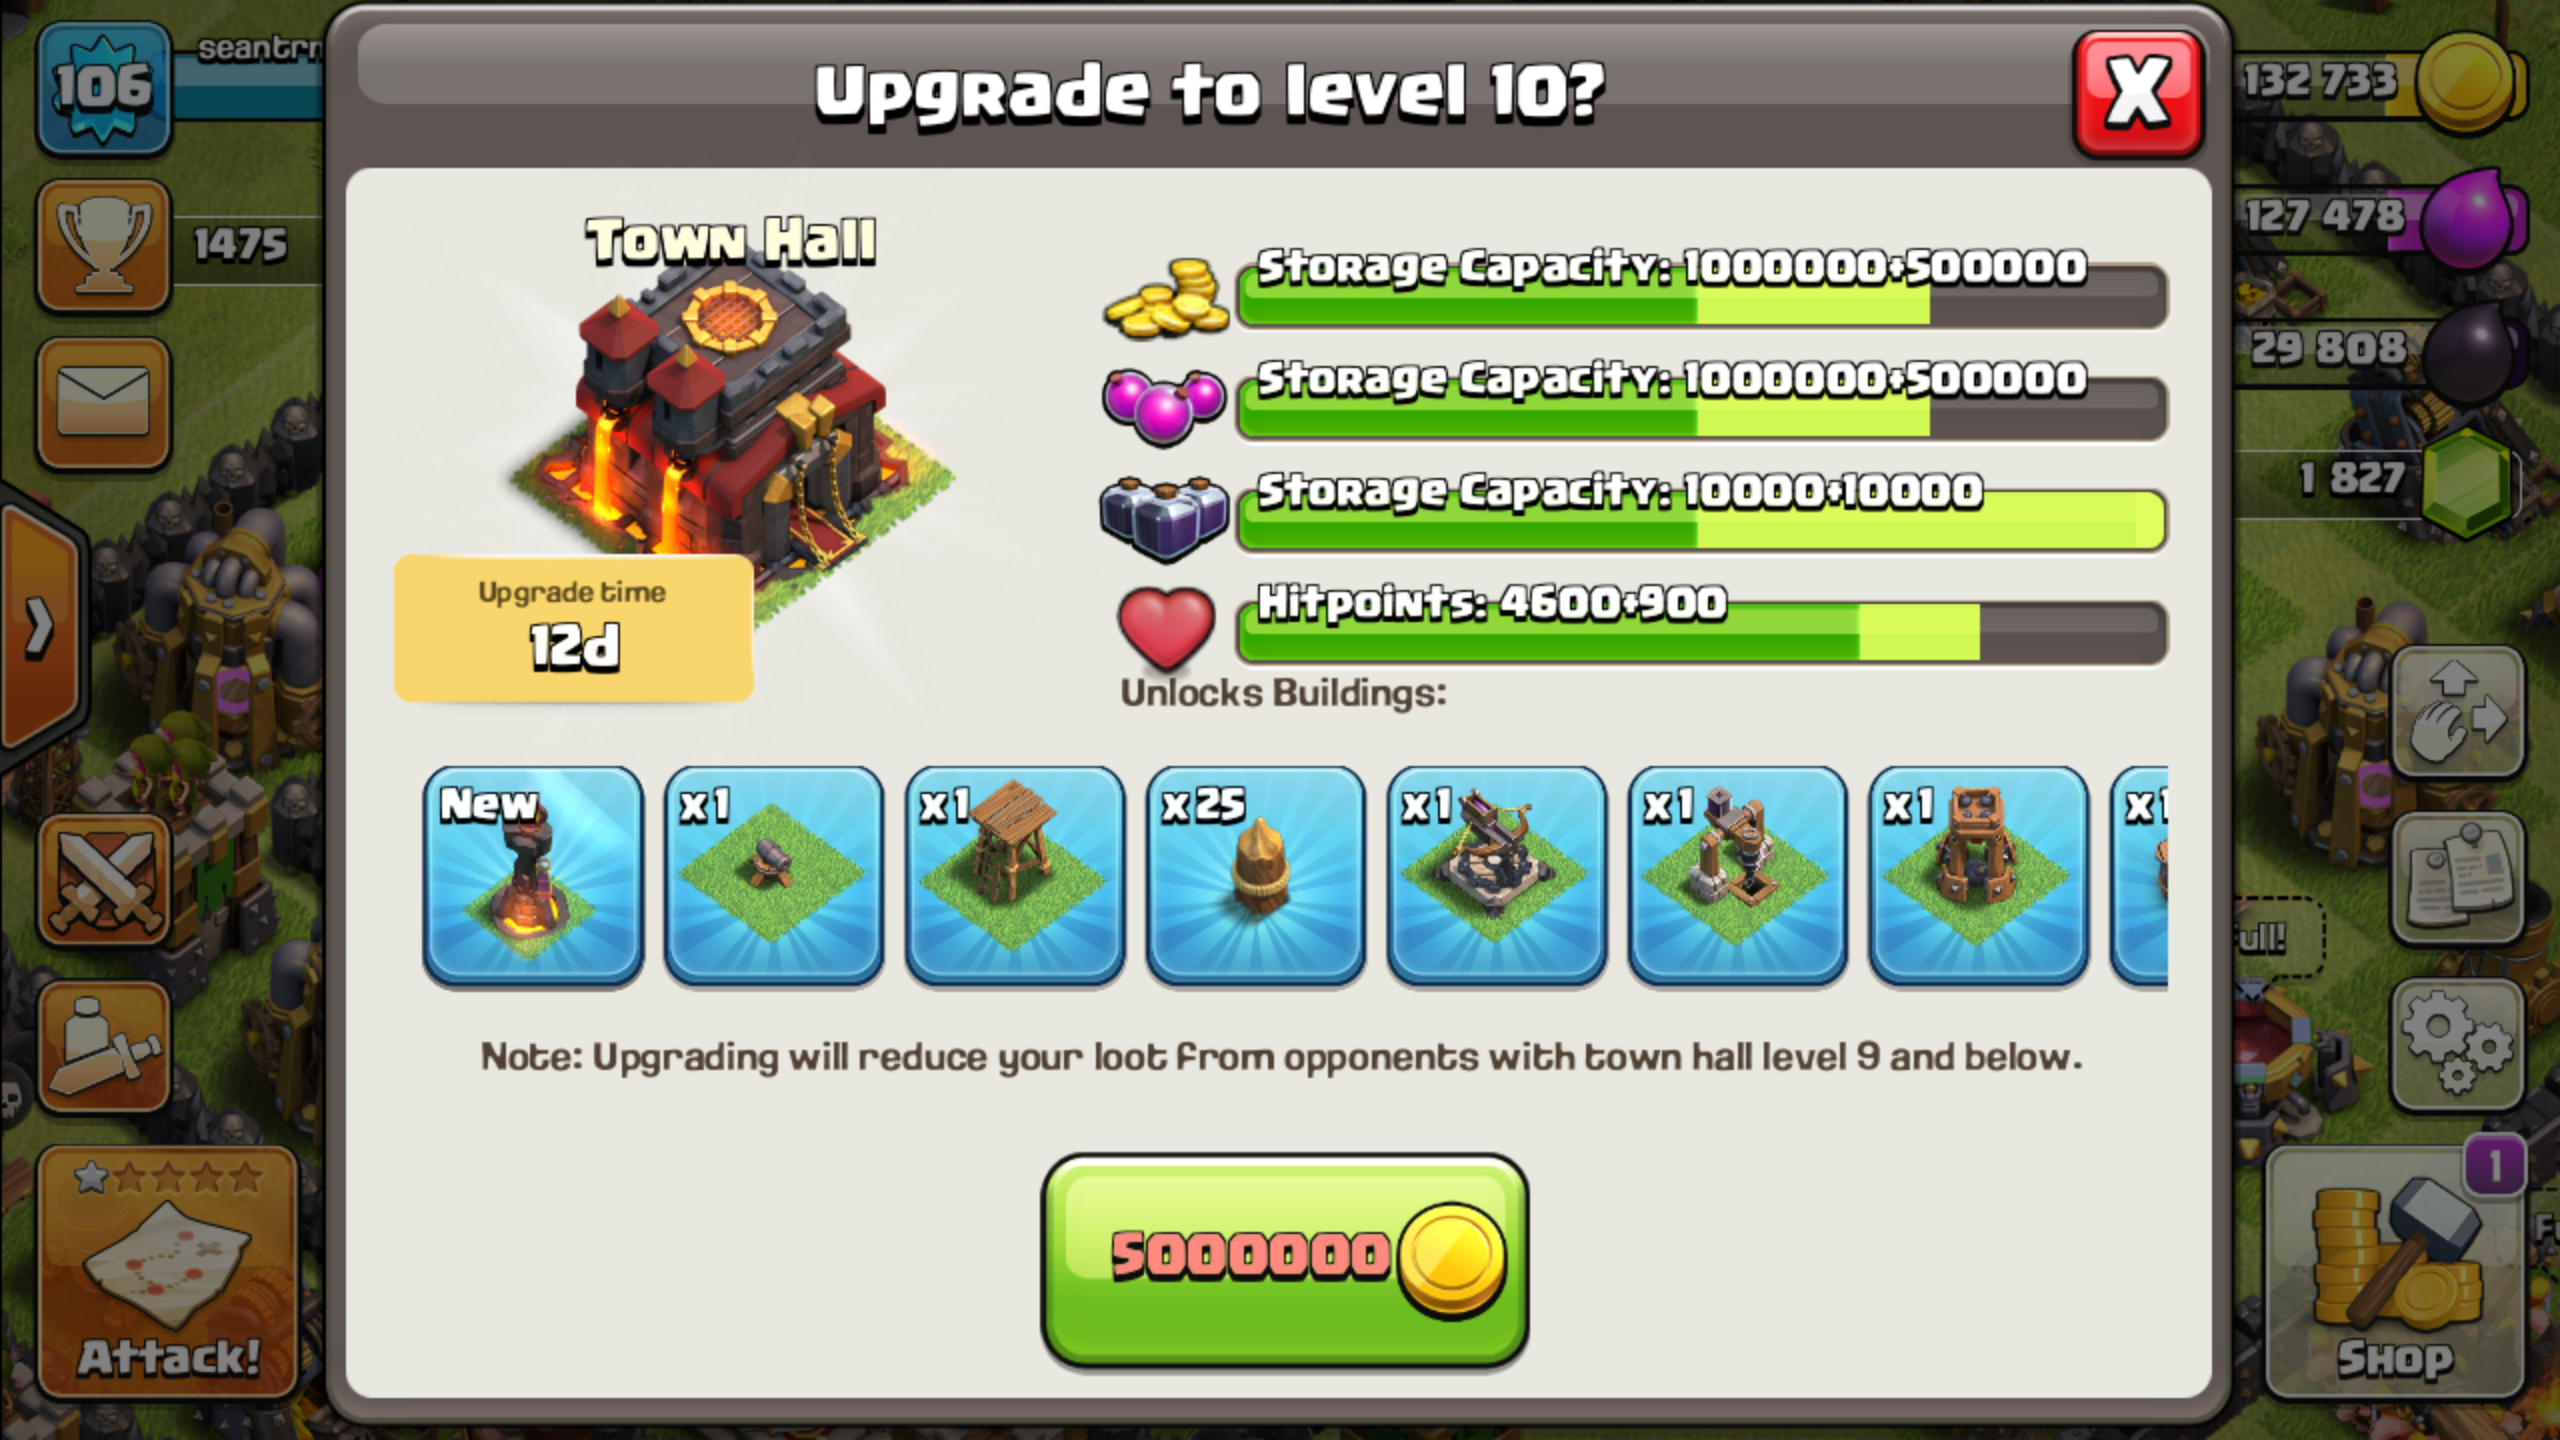 106
seantrn
Upgrade to level 10?
X
132 733
Town Hall
Storage Capacity: 1000000+500000
127 478
1475
Storage Capacity: 1000000+500000
29 808
Storage Capacity: 10000+10000
1 827
Upgrade time
12d
Hitpoints: 4600+900
Unlocks Buildings:
New
x1
x1
x25
x1
x1
x1
x1
Full!
Note: Upgrading will reduce your loot from opponents with town hall level 9 and below.
1
5000000
Attack!
Shop